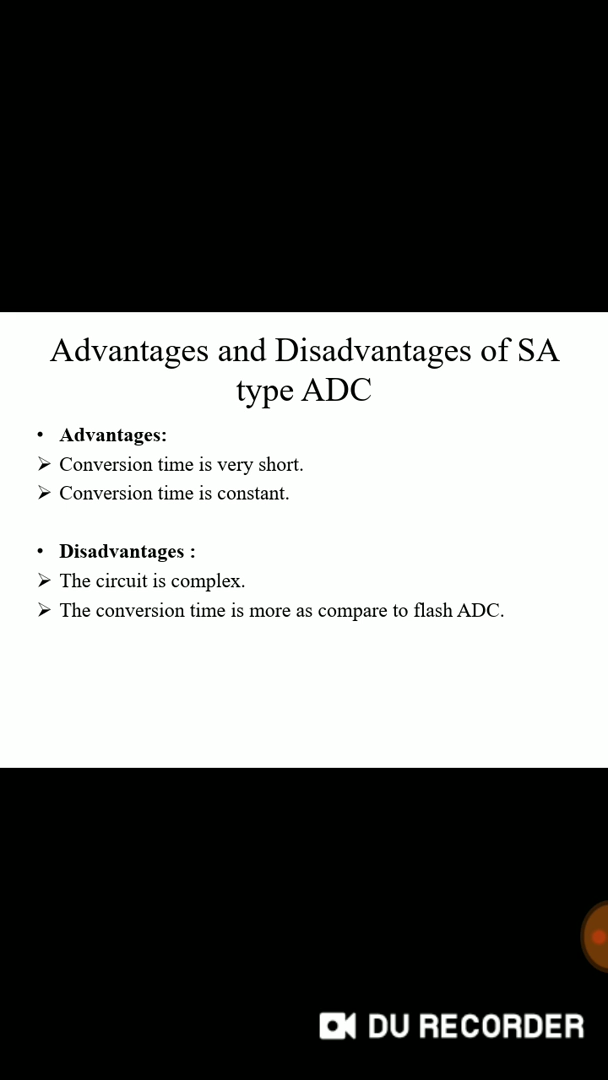 Advantages and Disadvantages of SA
type ADC
• Advantages:
➢ Conversion time is very short.
➢ Conversion time is constant.
• Disadvantages :
➢ The circuit is complex.
➢ The conversion time is more as compare to flash ADC.
DU RECORDER